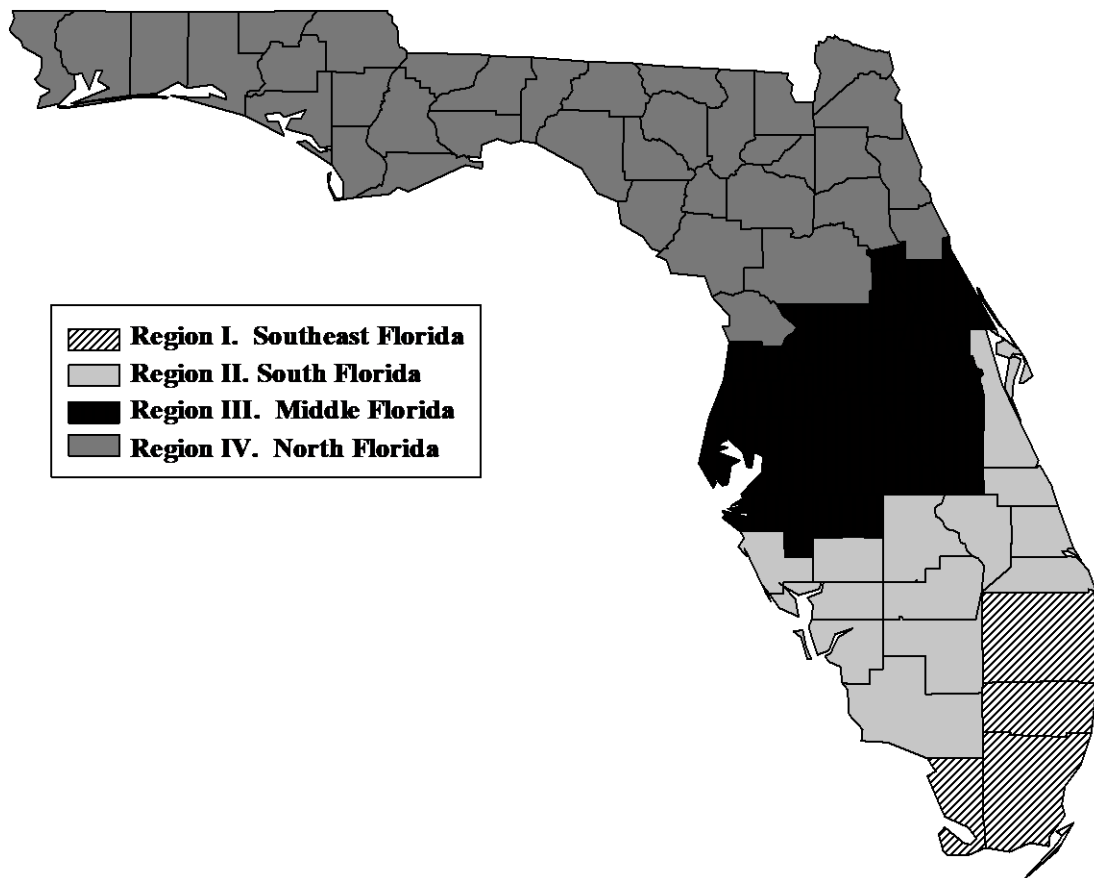 Region I. Southeast Florida
Region II. South Florida
Region III. Middle Florida
Region IV. North Florida